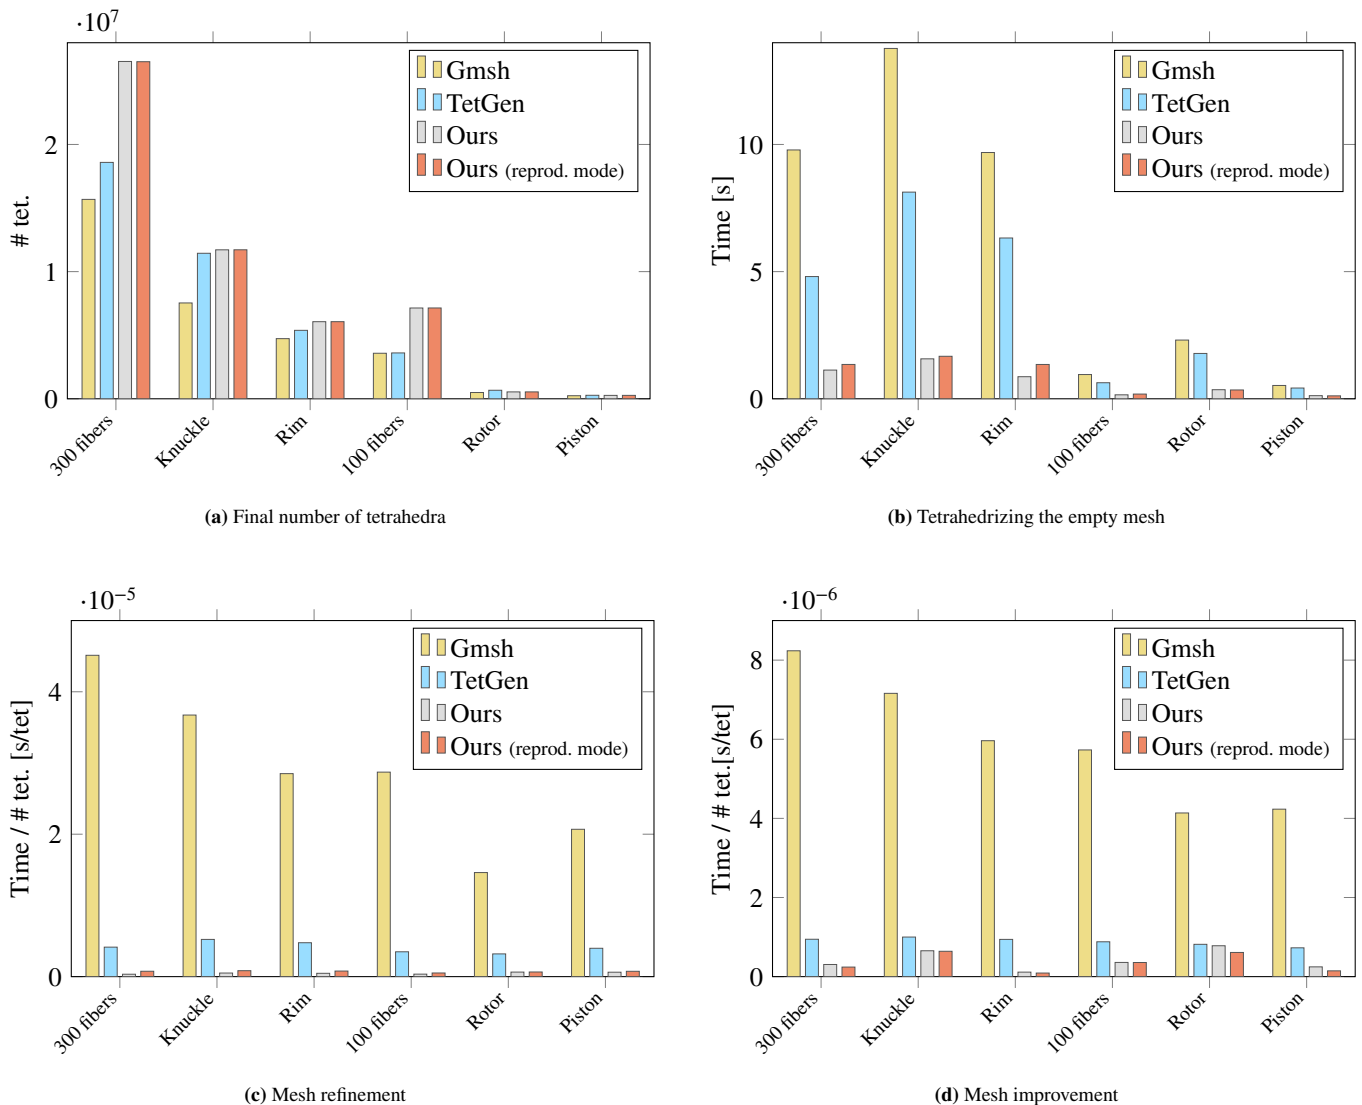 ·10⁷
# tet.
2
1
0
Gmsh
TetGen
Ours
Ours (reprod. mode)
300 fibers
Knuckle
Rim
100 fibers
Rotor
Piston
(a) Final number of tetrahedra
Time [s]
10
5
0
Gmsh
TetGen
Ours
Ours (reprod. mode)
300 fibers
Knuckle
Rim
100 fibers
Rotor
Piston
(b) Tetrahedrizing the empty mesh
·10⁻⁵
Time / # tet. [s/tet]
4
2
0
Gmsh
TetGen
Ours
Ours (reprod. mode)
300 fibers
Knuckle
Rim
100 fibers
Rotor
Piston
(c) Mesh refinement
·10⁻⁶
Time / # tet.[s/tet]
8
6
4
2
0
Gmsh
TetGen
Ours
Ours (reprod. mode)
300 fibers
Knuckle
Rim
100 fibers
Rotor
Piston
(d) Mesh improvement